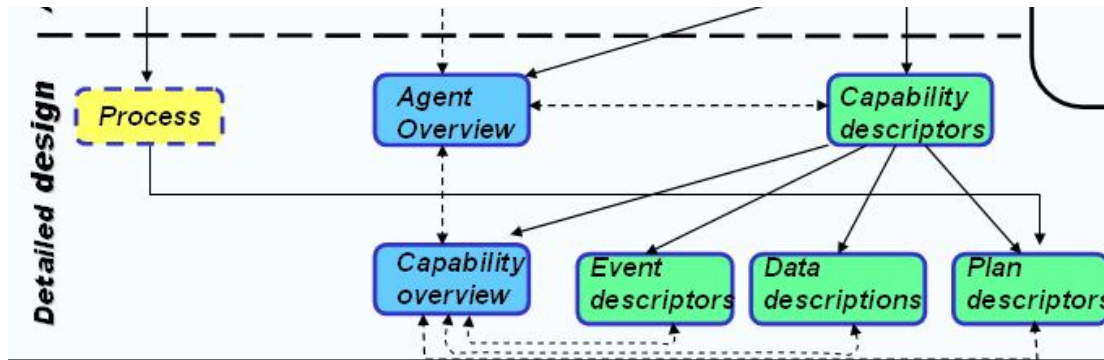 Detailed design
Process
Agent
Overview
Capability
descriptors
Capability
overview
Event
descriptors
Data
descriptions
Plan
descriptors